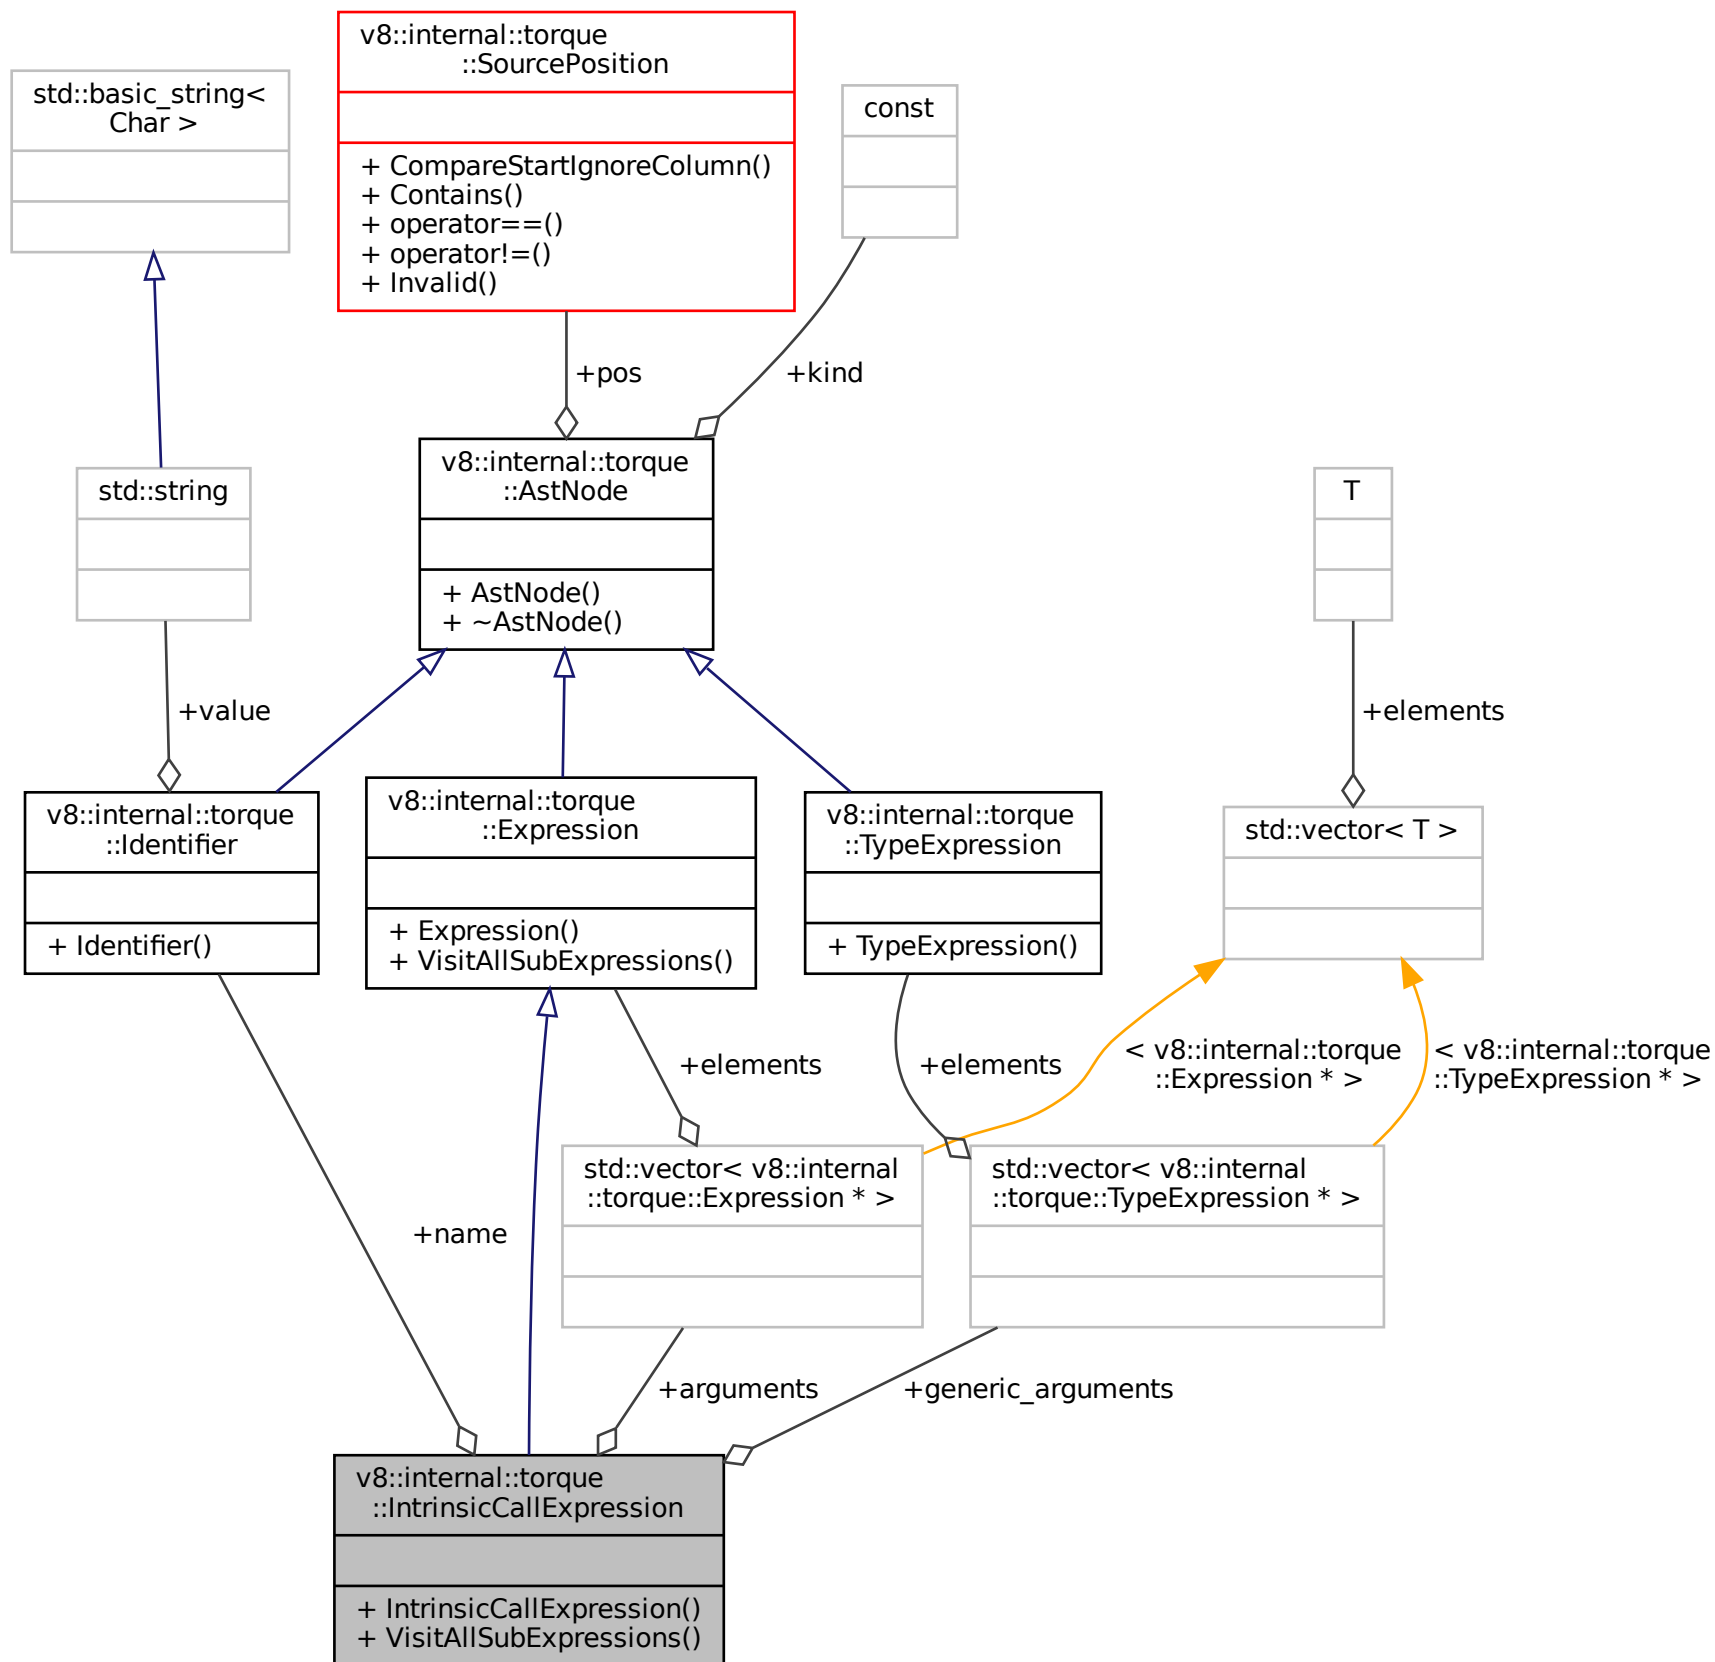 v8::internal::torque
::SourcePosition
+ CompareStartIgnoreColumn()
+ Contains()
+ operator==()
+ operator!=()
+ Invalid()
std::basic_string<
Char >
const
+pos
+kind
v8::internal::torque
::AstNode
+ AstNode()
+ ~AstNode()
std::string
T
+value
+elements
v8::internal::torque
::Identifier
+ Identifier()
v8::internal::torque
::Expression
+ Expression()
+ VisitAllSubExpressions()
v8::internal::torque
::TypeExpression
+ TypeExpression()
std::vector< T >
+elements
+elements
< v8::internal::torque
::Expression * >
< v8::internal::torque
::TypeExpression * >
std::vector< v8::internal
::torque::Expression * >
std::vector< v8::internal
::torque::TypeExpression * >
+name
+arguments
+generic_arguments
v8::internal::torque
::IntrinsicCallExpression
+ IntrinsicCallExpression()
+ VisitAllSubExpressions()